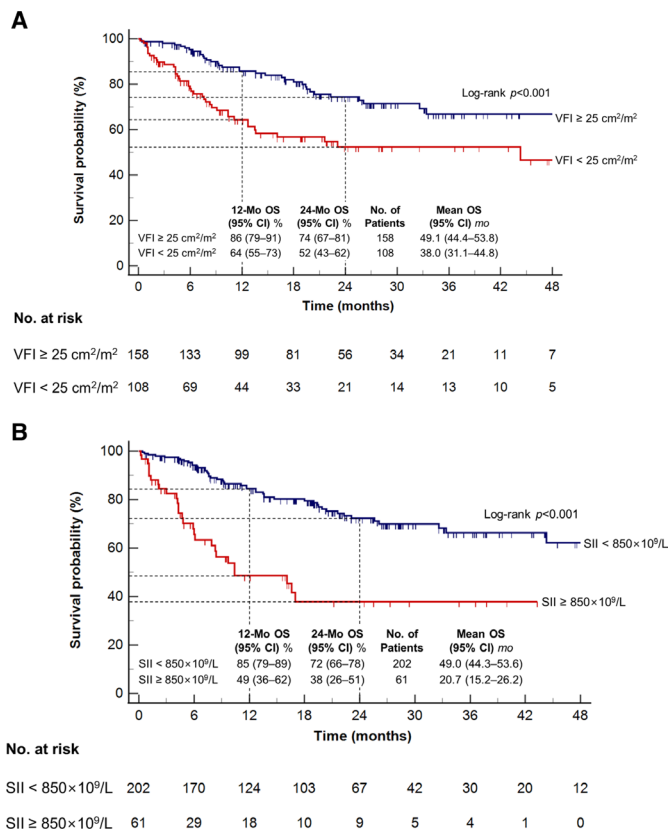 A
Survival probability (%)
100
80
60
40
20
0
Log-rank p<0.001
VFI ≥ 25 cm²/m²
VFI < 25 cm²/m²
12-Mo OS (95% CI) % 24-Mo OS (95% CI) % No. of Patients Mean OS (95% CI) mo
VFI ≥ 25 cm²/m² 86 (79–91) 74 (67–81) 158 49.1 (44.4–53.8)
VFI < 25 cm²/m² 64 (55–73) 52 (43–62) 108 38.0 (31.1–44.8)
0 6 12 18 24 30 36 42 48
Time (months)
No. at risk
VFI ≥ 25 cm²/m² 158 133 99 81 56 34 21 11 7
VFI < 25 cm²/m² 108 69 44 33 21 14 13 10 5
B
Survival probability (%)
100
80
60
40
20
0
Log-rank p<0.001
SII < 850×10⁹/L
SII ≥ 850×10⁹/L
12-Mo OS (95% CI) % 24-Mo OS (95% CI) % No. of Patients Mean OS (95% CI) mo
SII < 850×10⁹/L 85 (79–89) 72 (66–78) 202 49.0 (44.3–53.6)
SII ≥ 850×10⁹/L 49 (36–62) 38 (26–51) 61 20.7 (15.2–26.2)
0 6 12 18 24 30 36 42 48
Time (months)
No. at risk
SII < 850×10⁹/L 202 170 124 103 67 42 30 20 12
SII ≥ 850×10⁹/L 61 29 18 10 9 5 4 1 0